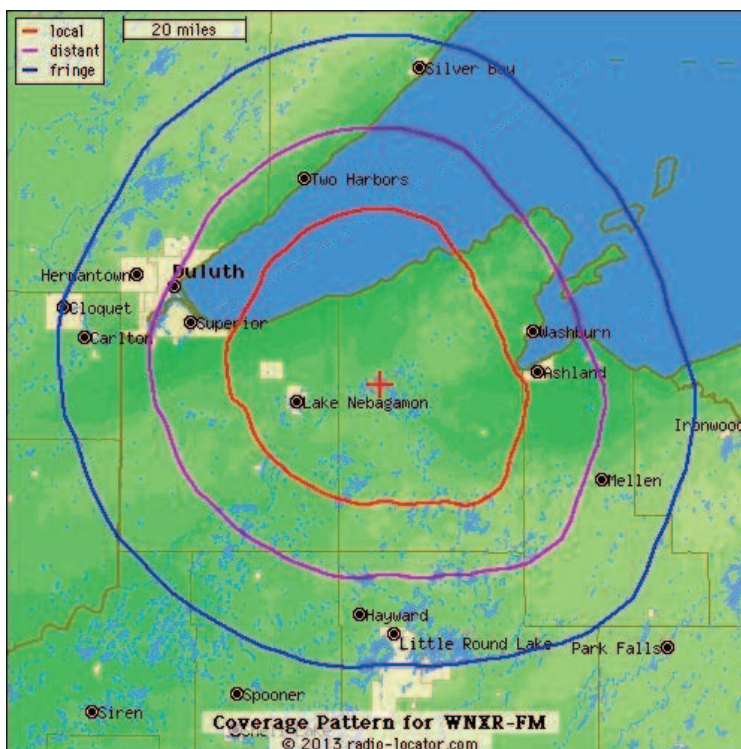 local
distant
fringe
20 miles
Silver Bay
Two Harbors
Hermantown
Duluth
Cloquet
Superior
Carlton
Washburn
Ashland
Lake Nebagamon
Ironwood
Mellen
Hayward
Little Round Lake
Park Falls
Spooner
Siren
Coverage Pattern for WNXR-FM
© 2013 radio-locator.com